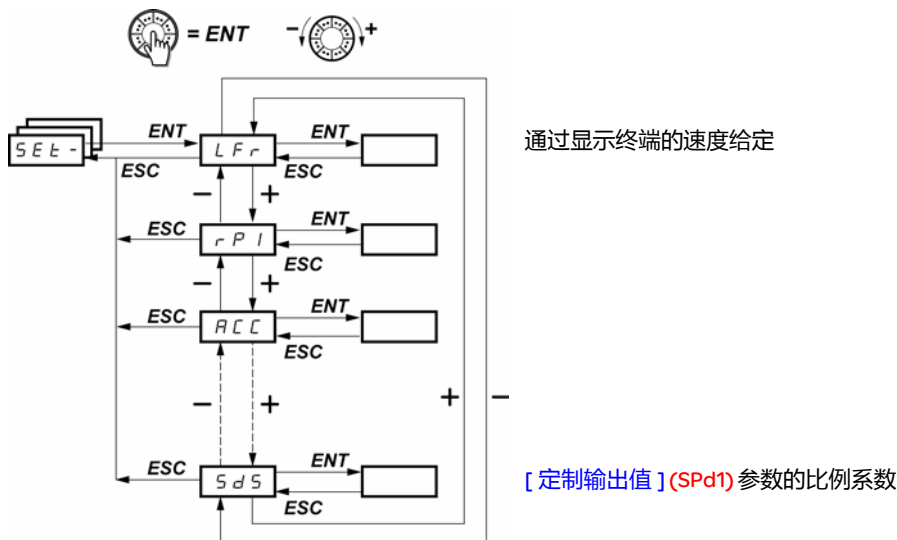 = ENT
- +
SEt - ENT LFr ENT 通过显示终端的速度给定
ESC ESC
- +
ESC rPI ENT
ESC
- +
ESC ACC ENT
ESC
- + + -
ESC SdS ENT [ 定制输出值 ] (SPd1) 参数的比例系数
ESC